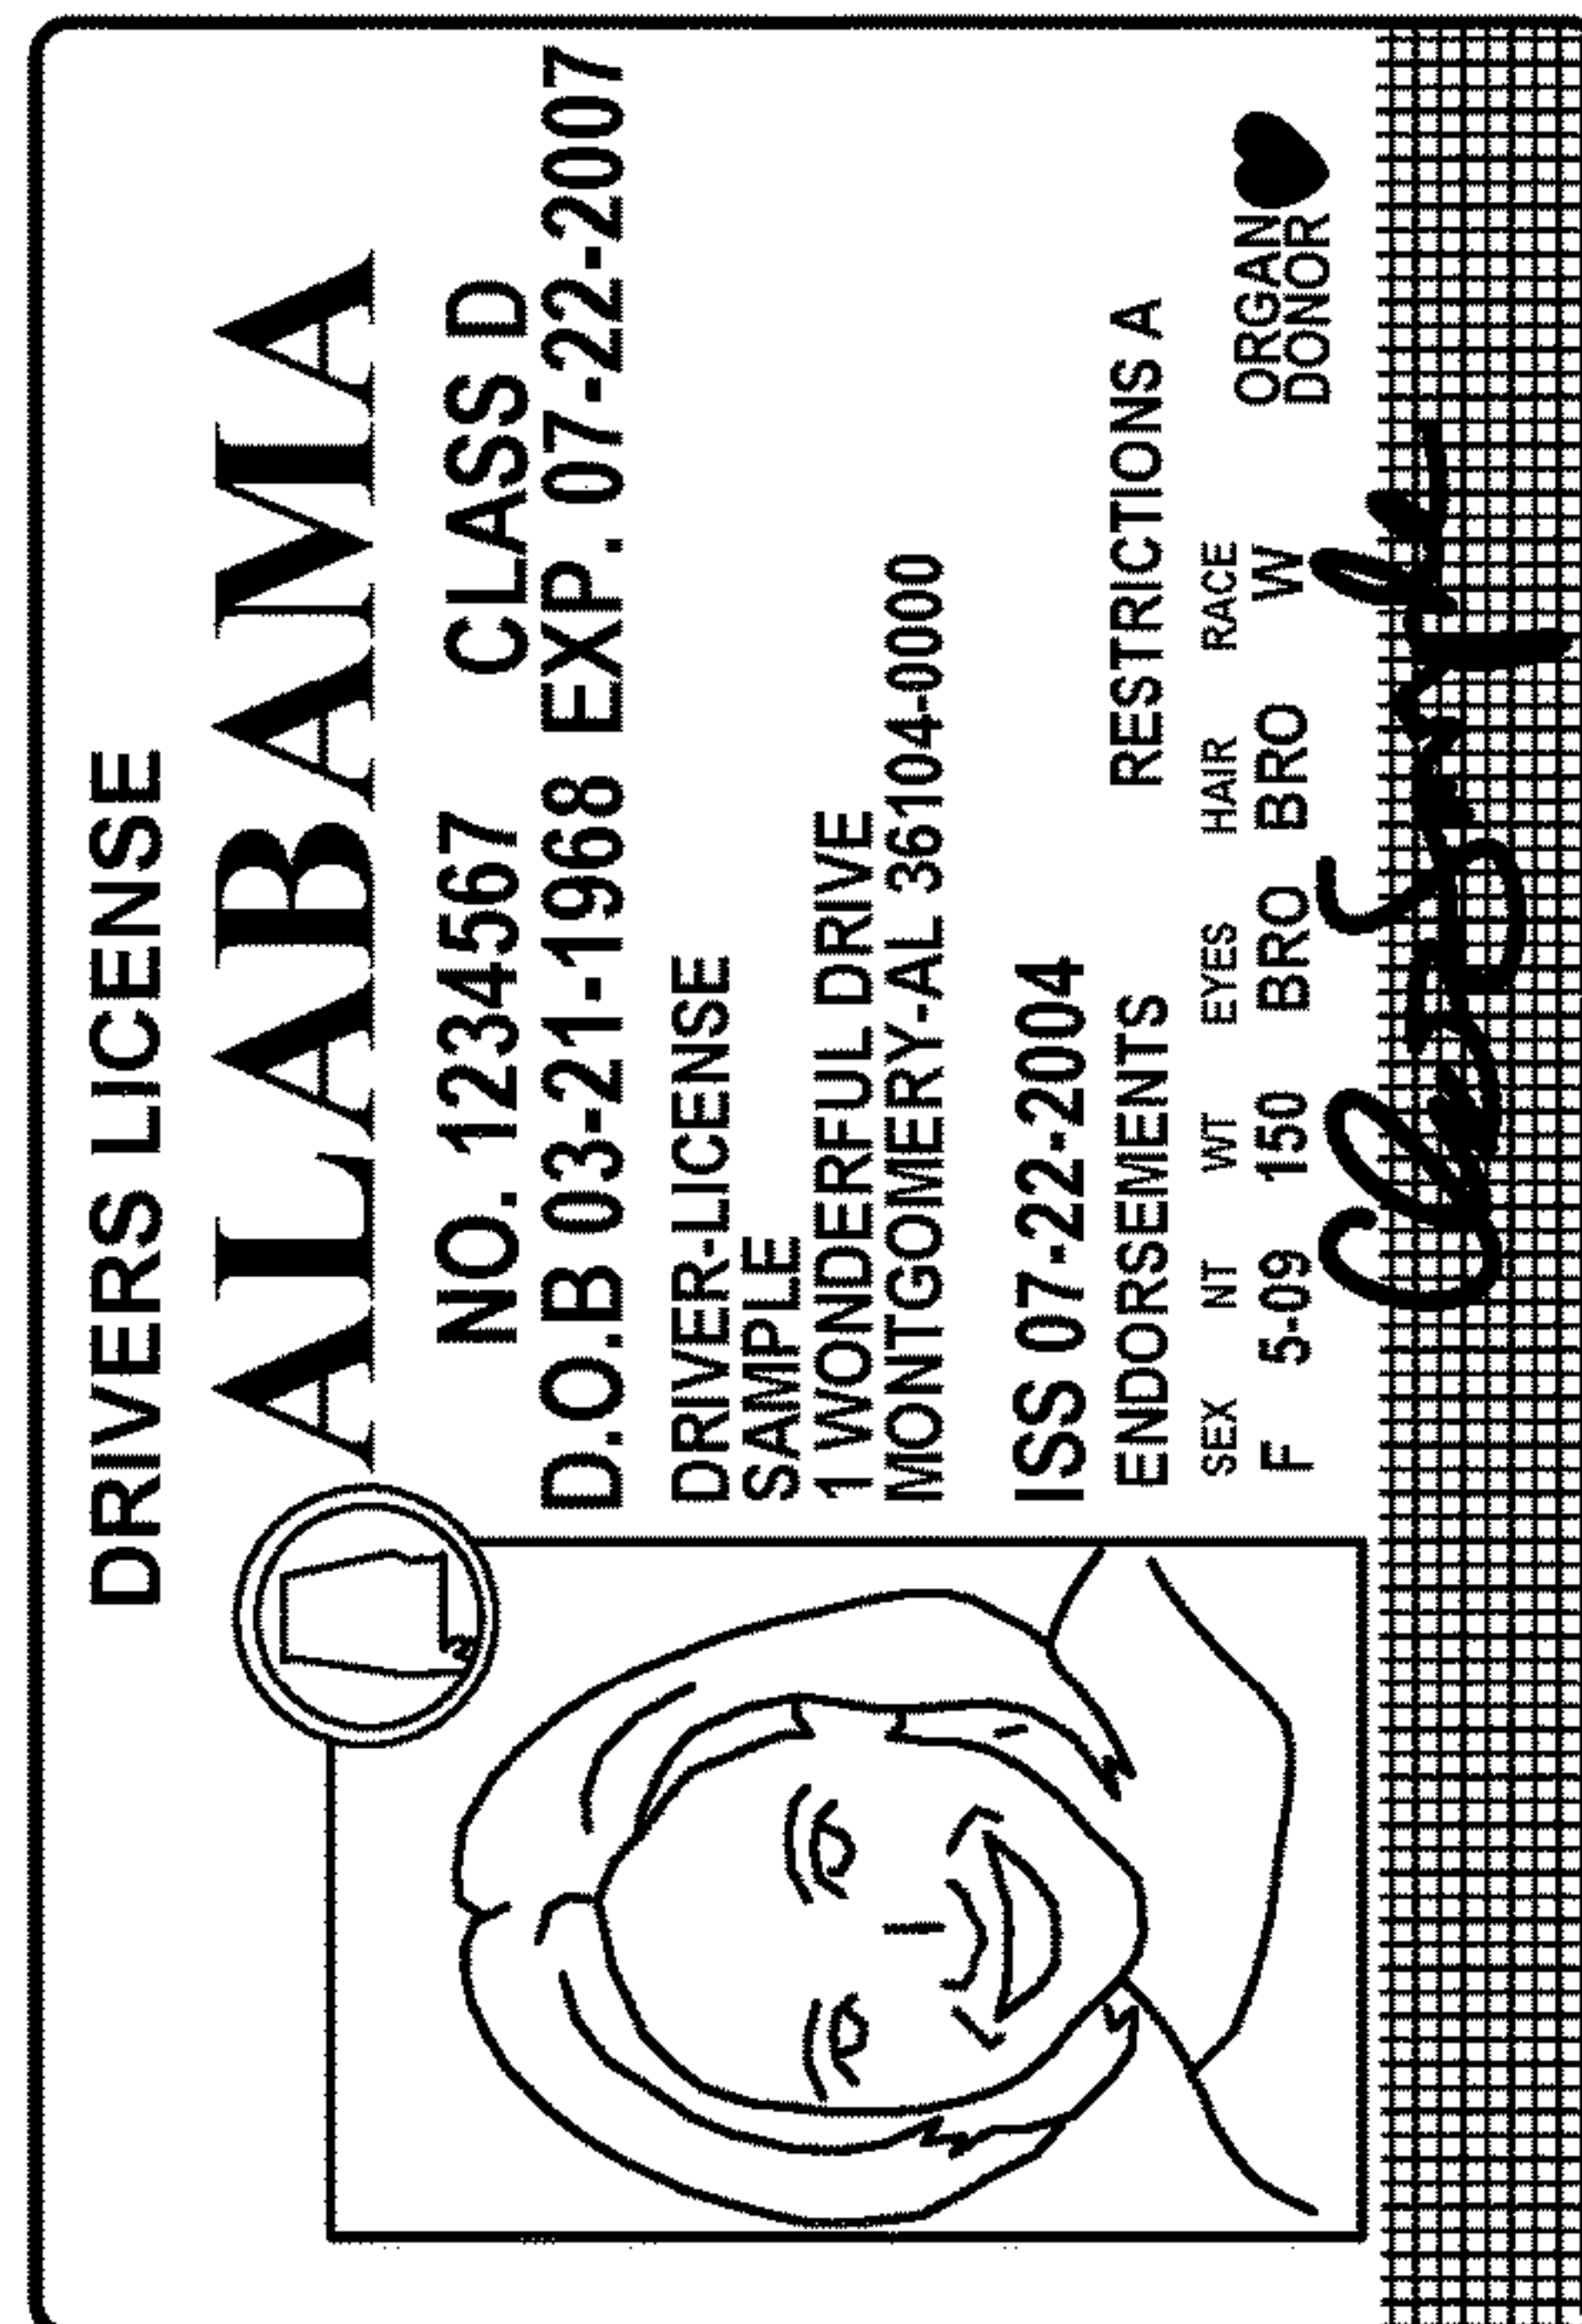 DRIVERS LICENSE
ALABAMA
NO. 1234567 CLASS D
D.O.B 03-21-1968 EXP. 07-22-2007
DRIVER-LICENSE
SAMPLE
1 WONDERFUL DRIVE
MONTGOMERY-AL 36104-0000
ISS 07-22-2004
ENDORSEMENTS RESTRICTIONS A
SEX NT WT EYES HAIR RACE
F 5-09 150 BRO BRO W
ORGAN
DONOR